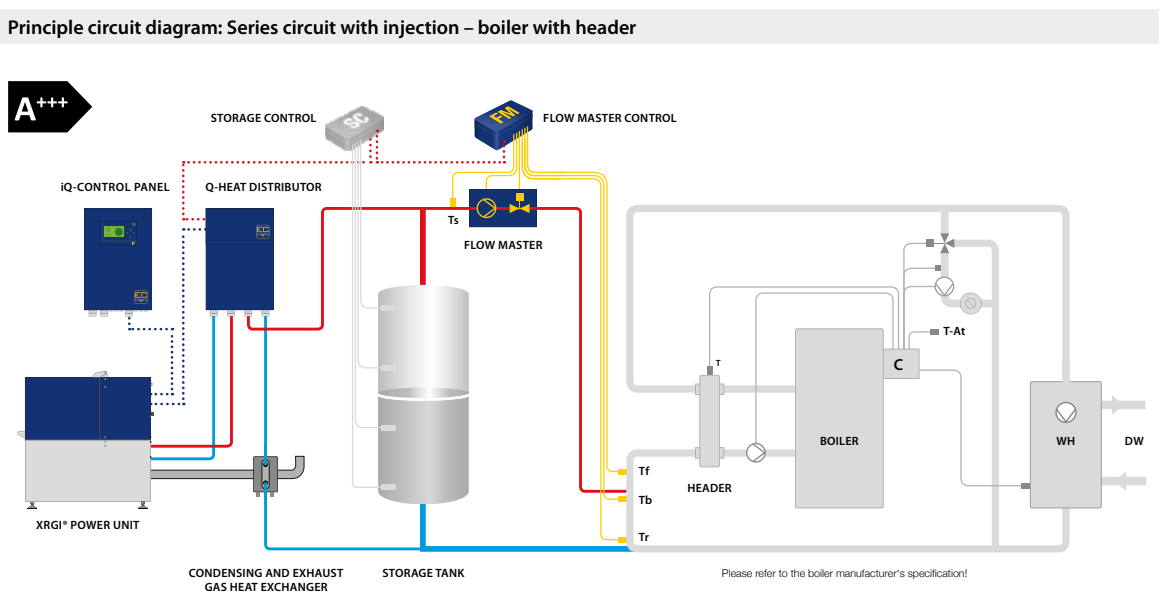 Principle circuit diagram: Series circuit with injection – boiler with header
A+++
STORAGE CONTROL
SC
FM
FLOW MASTER CONTROL
iQ-CONTROL PANEL
Q-HEAT DISTRIBUTOR
EC
Ts
FLOW MASTER
EC
T-At
T
C
BOILER
WH
DW
Tf
HEADER
Tb
XRGI® POWER UNIT
Tr
CONDENSING AND EXHAUST
GAS HEAT EXCHANGER
STORAGE TANK
Please refer to the boiler manufacturer's specification!